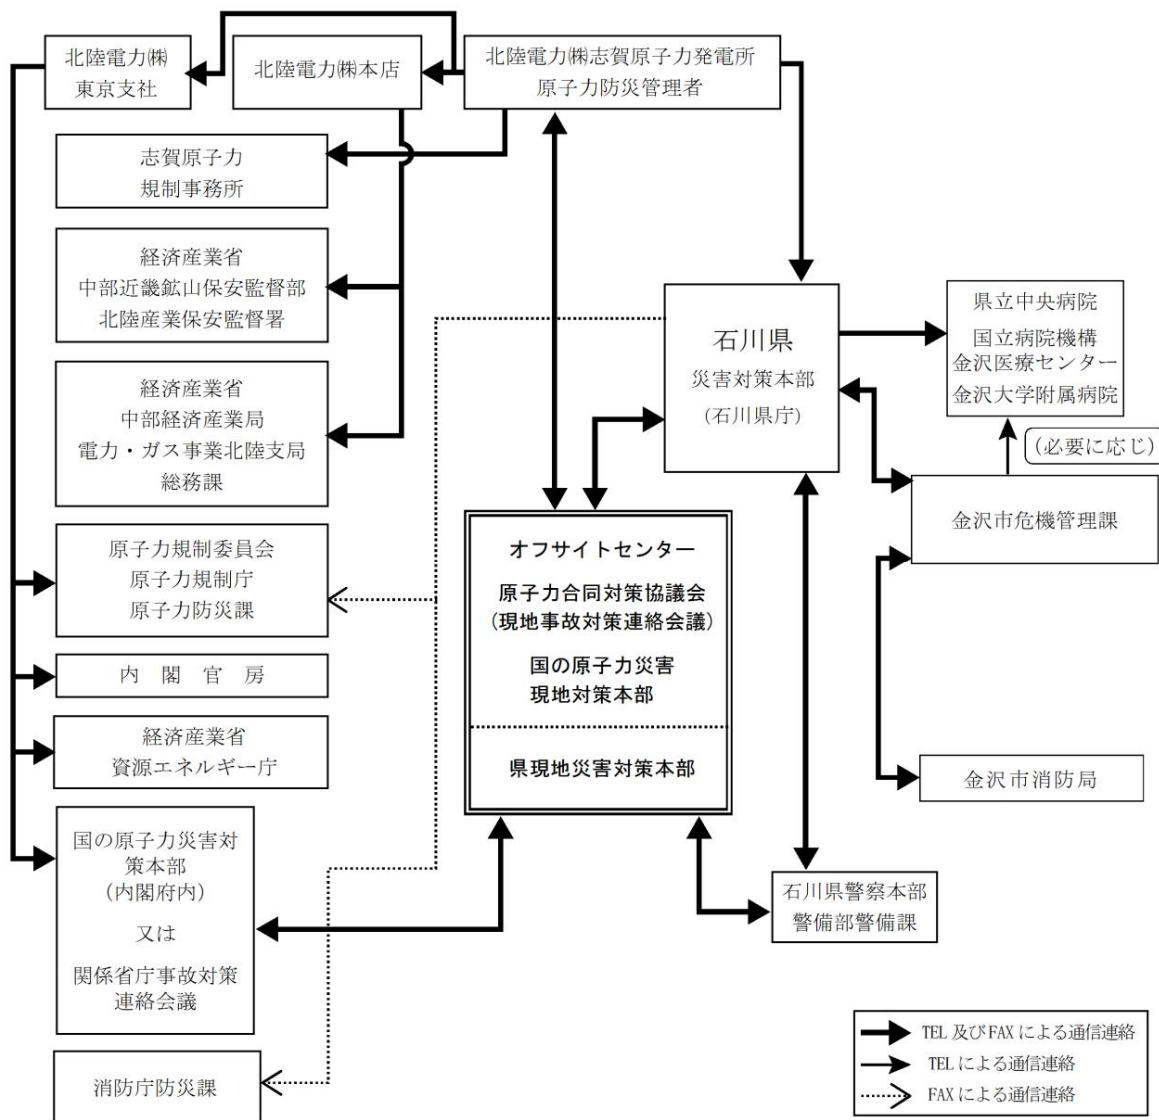 北陸電力㈱
東京支社
北陸電力㈱本店
北陸電力㈱志賀原子力発電所
原子力防災管理者
志賀原子力
規制事務所
経済産業省
中部近畿鉱山保安監督部
北陸産業保安監督署
経済産業省
中部経済産業局
電力・ガス事業北陸支局
総務課
原子力規制委員会
原子力規制庁
原子力防災課
内 閣 官 房
経済産業省
資源エネルギー庁
国の原子力災害対
策本部
(内閣府内)
又は
関係省庁事故対策
連絡会議
消防庁防災課
オフサイトセンター
原子力合同対策協議会
(現地事故対策連絡会議)
国の原子力災害
現地対策本部
県現地災害対策本部
石川県
災害対策本部
(石川県庁)
県立中央病院
国立病院機構
金沢医療センター
金沢大学附属病院
(必要に応じ)
金沢市危機管理課
金沢市消防局
石川県警察本部
警備部警備課
TEL 及び FAX による通信連絡
TEL による通信連絡
FAX による通信連絡